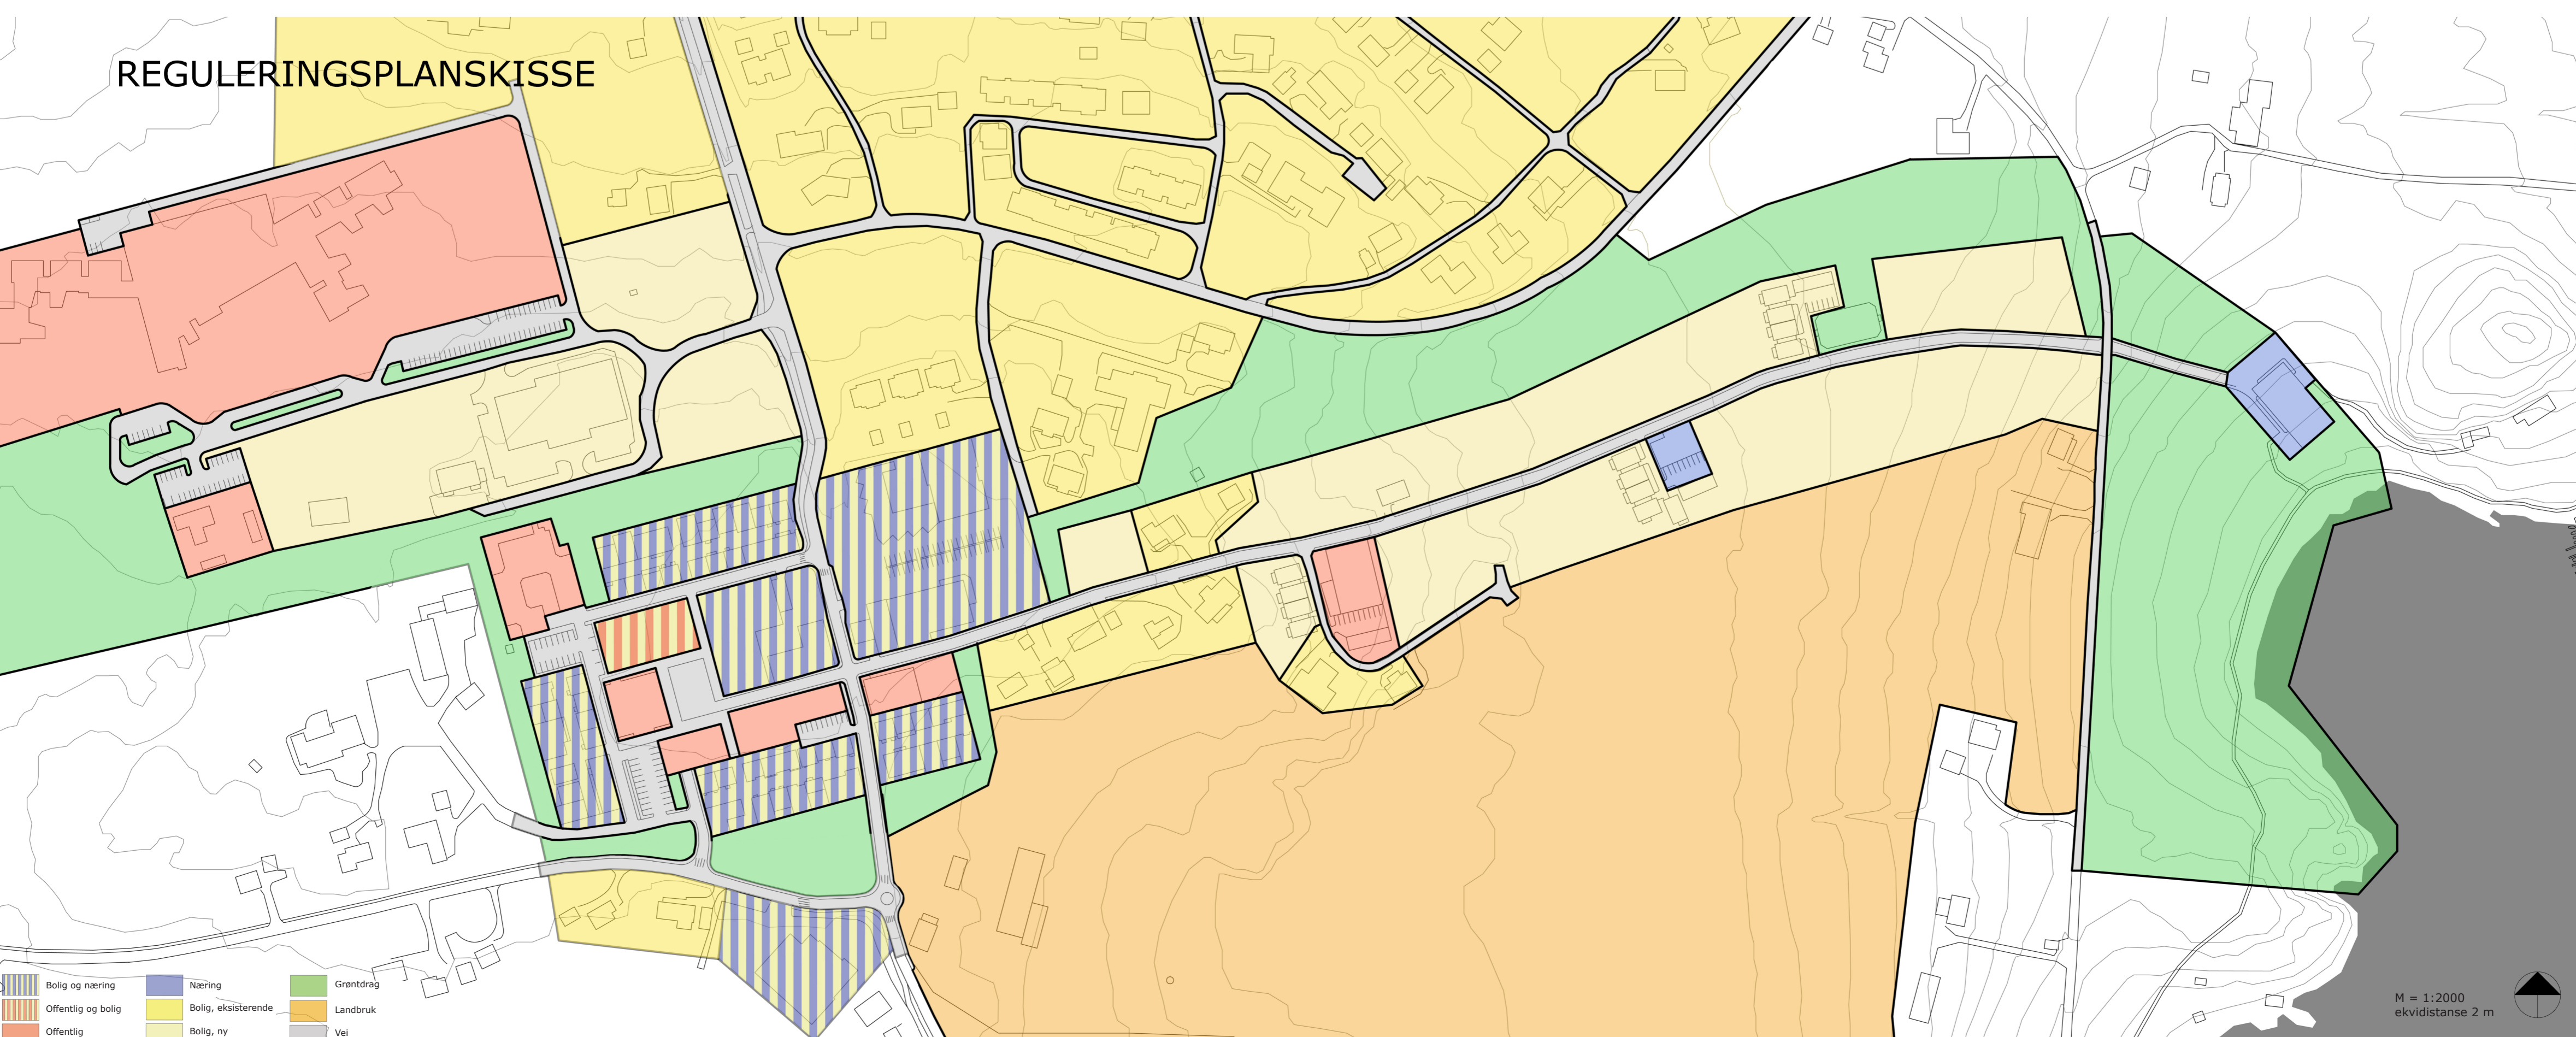 REGULERINGSPLANSKISSE
Bolig og næring
Næring
Grøntdrag
Offentlig og bolig
Bolig, eksisterende
Landbruk
Offentlig
Bolig, ny
Vei
M = 1:2000
ekvidistanse 2 m